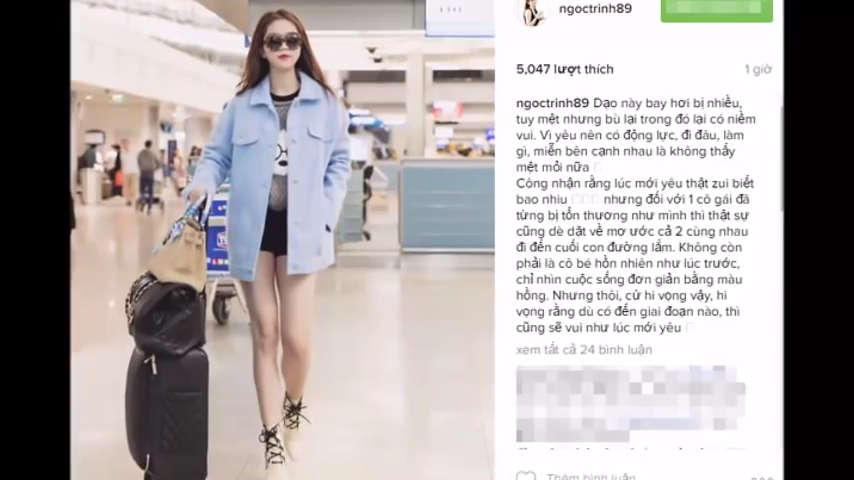 ngoctrinh89
5,047 lượt thích
1 giờ
ngoctrinh89 Dạo này bay hơi bị nhiều,
tuy mệt nhưng bù lại trong đó lại có niềm
vui. Vì yêu nên có động lực, đi đâu, làm
gì, miễn bên cạnh nhau là không thấy
mệt mỏi nữa
Công nhận rằng lúc mới yêu thật zui biết
bao nhiu nhưng đối với 1 cô gái đã
từng bị tổn thương như mình thì thật sự
cũng dè dặt về mơ ước cả 2 cùng nhau
đi đến cuối con đường lắm. Không còn
phải là cô bé hồn nhiên như lúc trước,
chỉ nhìn cuộc sống đơn giản bằng màu
hồng. Nhưng thôi, cứ hi vọng vậy, hi
vọng rằng dù có đến giai đoạn nào, thì
cũng sẽ vui như lúc mới yêu
xem tất cả 24 bình luận
Thêm bình luận